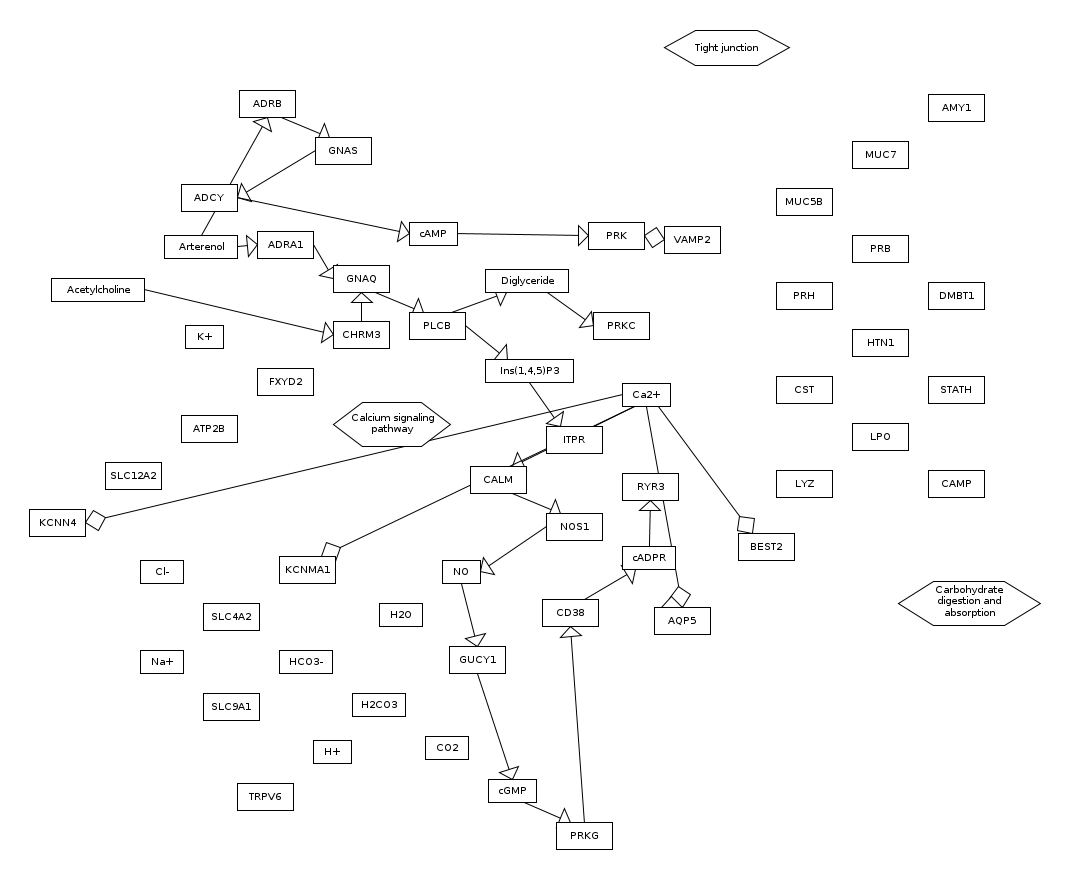 Tight junction
ADRB
AMY1
GNAS
MUC7
ADCY
MUC5B
cAMP
PRK
VAMP2
Arterenol
ADRA1
PRB
GNAQ
Diglyceride
Acetylcholine
PRH
DMBT1
K+
CHRM3
PLCB
PRKC
HTN1
Ins(1,4,5)P3
FXYD2
Ca2+
CST
STATH
Calcium signaling
pathway
ATP2B
ITPR
LPO
SLC12A2
CALM
RYR3
LYZ
CAMP
KCNN4
NOS1
BEST2
Cl-
KCNMA1
NO
cADPR
Carbohydrate
digestion and
absorption
SLC4A2
H2O
CD38
AQP5
Na+
HCO3-
GUCY1
SLC9A1
H2CO3
H+
CO2
TRPV6
cGMP
PRKG